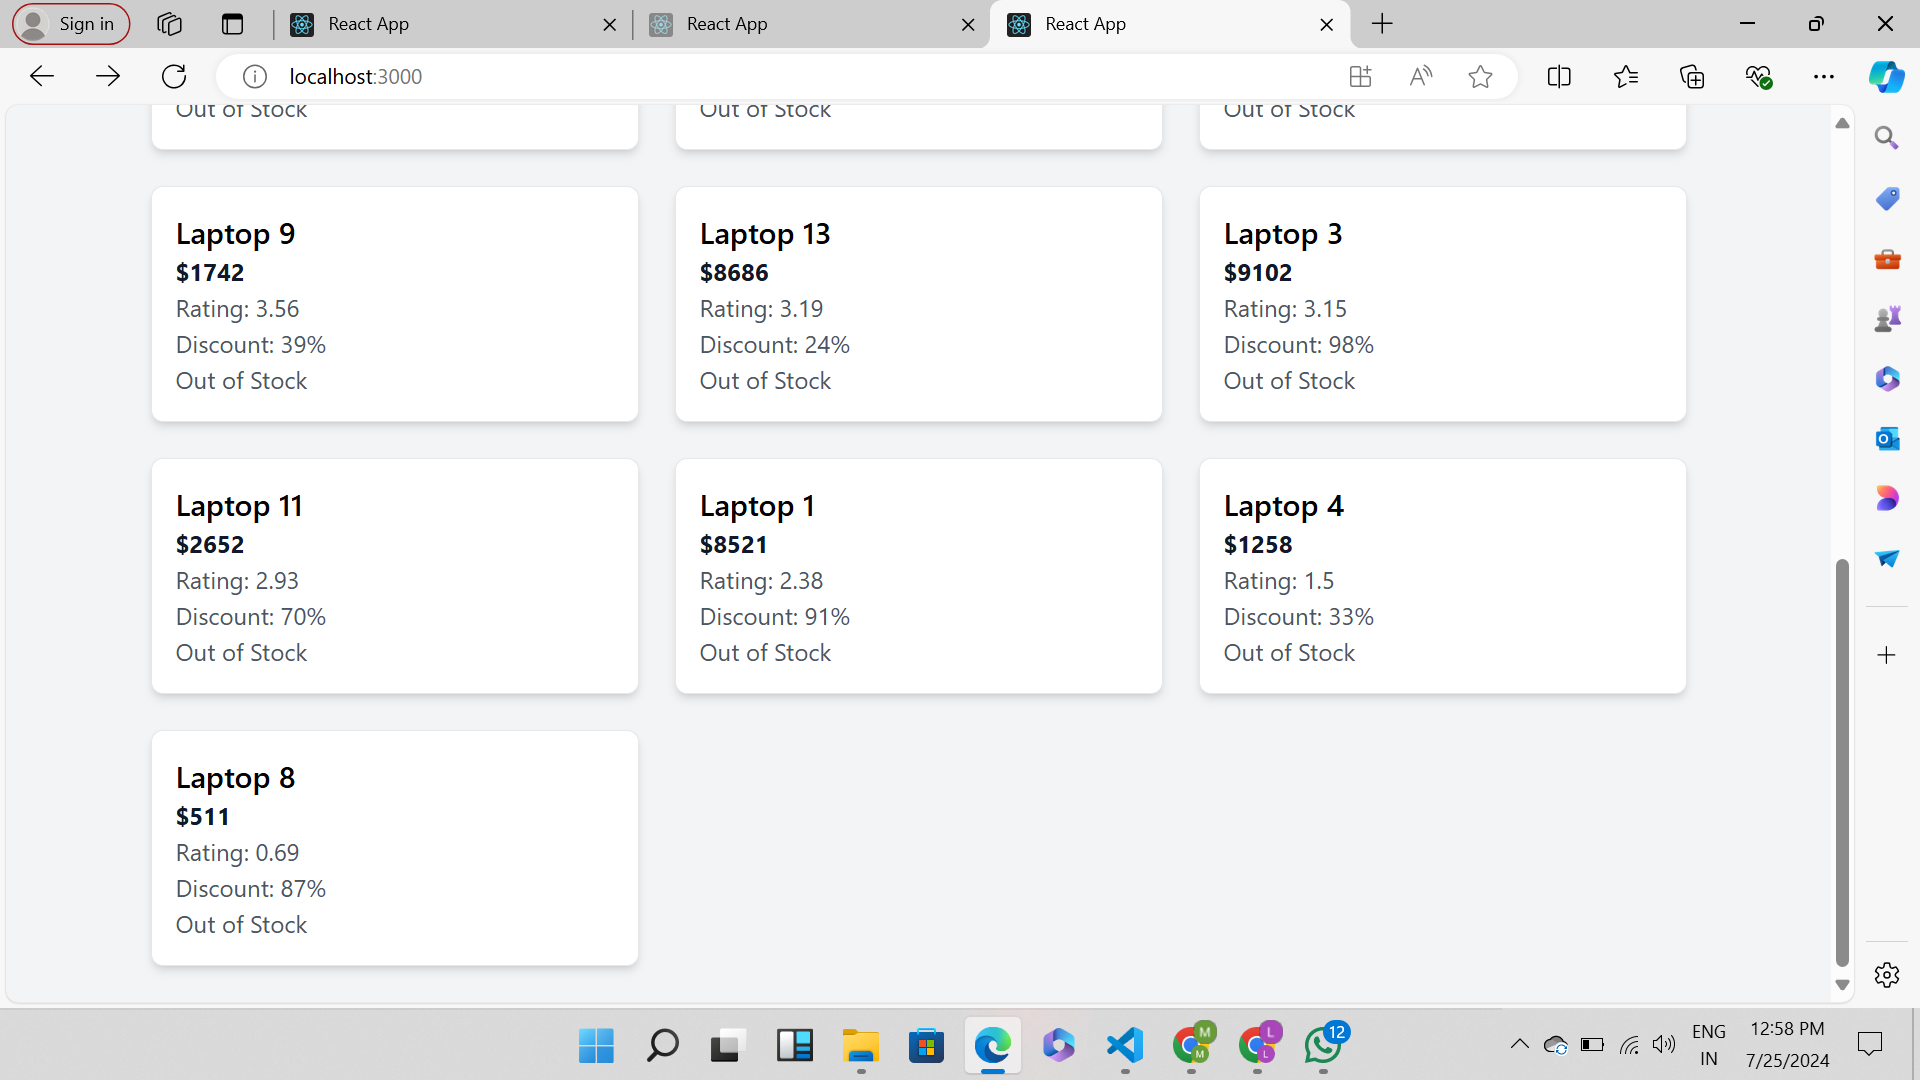 Sign in
React App
React App
React App
localhost:3000
Out of Stock
Out of Stock
Out of Stock
Laptop 9
$1742
Rating: 3.56
Discount: 39%
Out of Stock
Laptop 13
$8686
Rating: 3.19
Discount: 24%
Out of Stock
Laptop 3
$9102
Rating: 3.15
Discount: 98%
Out of Stock
Laptop 11
$2652
Rating: 2.93
Discount: 70%
Out of Stock
Laptop 1
$8521
Rating: 2.38
Discount: 91%
Out of Stock
Laptop 4
$1258
Rating: 1.5
Discount: 33%
Out of Stock
Laptop 8
$511
Rating: 0.69
Discount: 87%
Out of Stock
M
M
L
L
12
ENG
IN
12:58 PM
7/25/2024